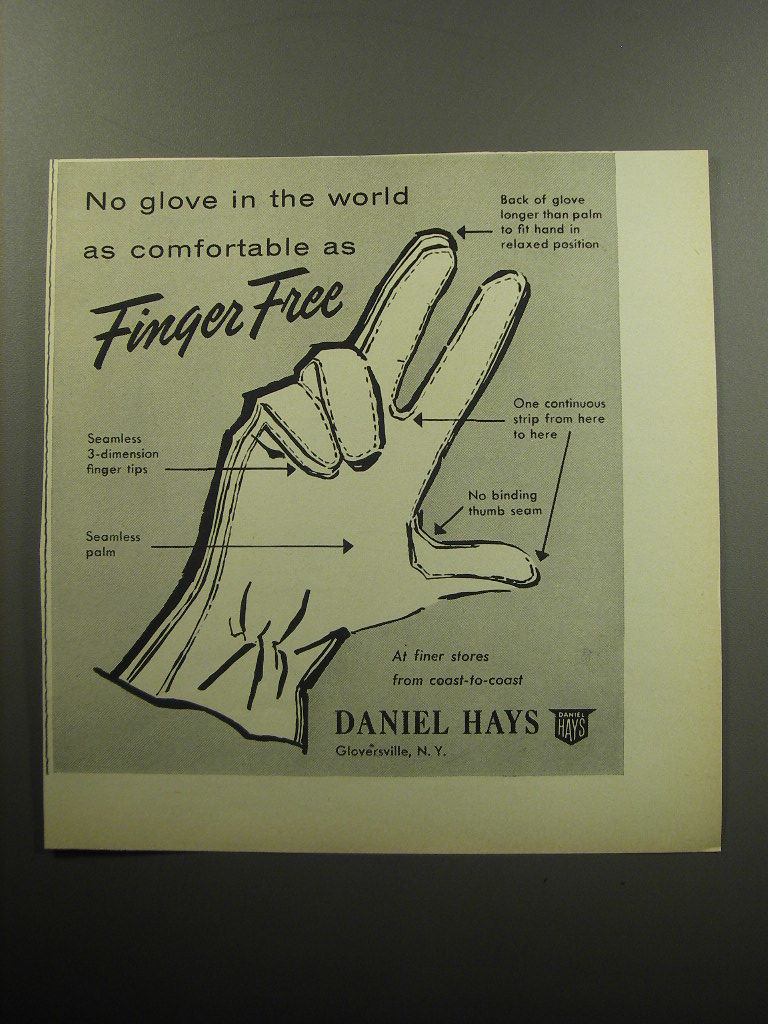 No glove in the world
as comfortable as
Finger Free
Back of glove
longer than palm
to fit hand in
relaxed position
One continuous
strip from here
to here
Seamless
3-dimension
finger tips
No binding
thumb seam
Seamless
palm
At finer stores
from coast-to-coast
DANIEL HAYS
DANIEL
HAYS
Gloversville, N. Y.